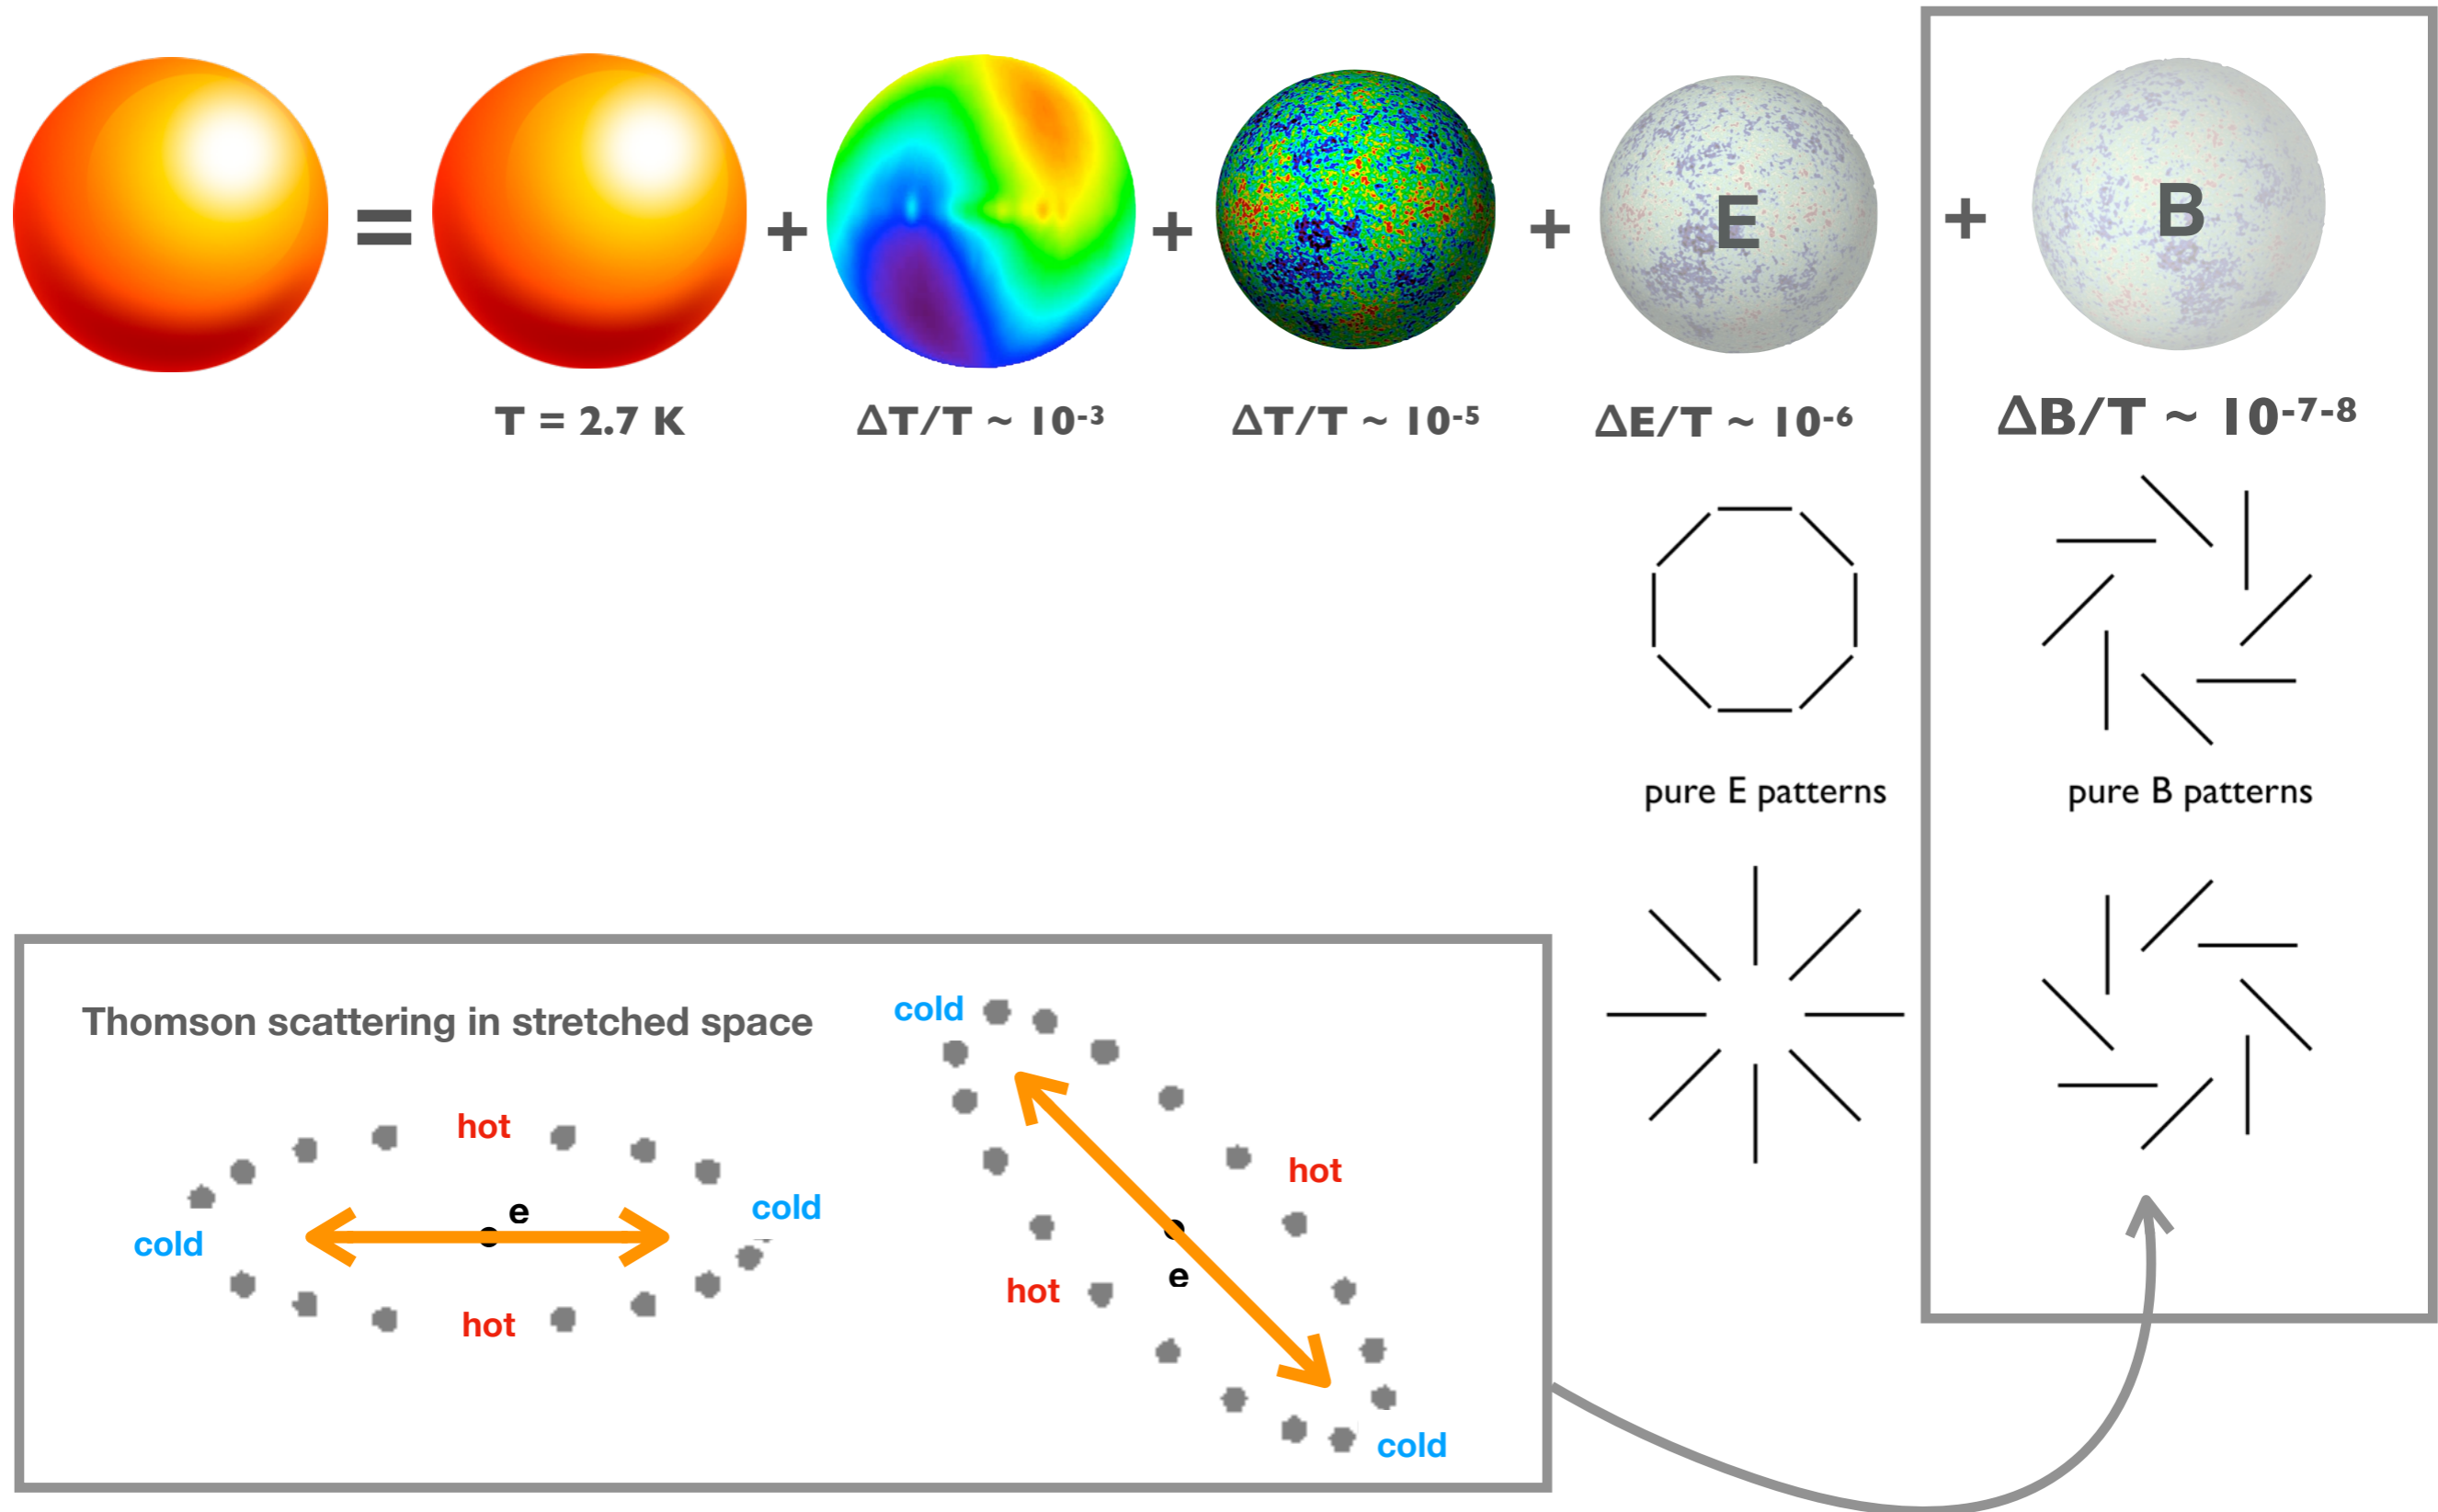 =
+
+
+
+
E
B
T = 2.7 K
ΔT/T ~ 10⁻³
ΔT/T ~ 10⁻⁵
ΔE/T ~ 10⁻⁶
ΔB/T ~ 10⁻⁷⁻⁸
pure E patterns
pure B patterns
Thomson scattering in stretched space
hot
cold
e
cold
hot
cold
hot
e
hot
cold